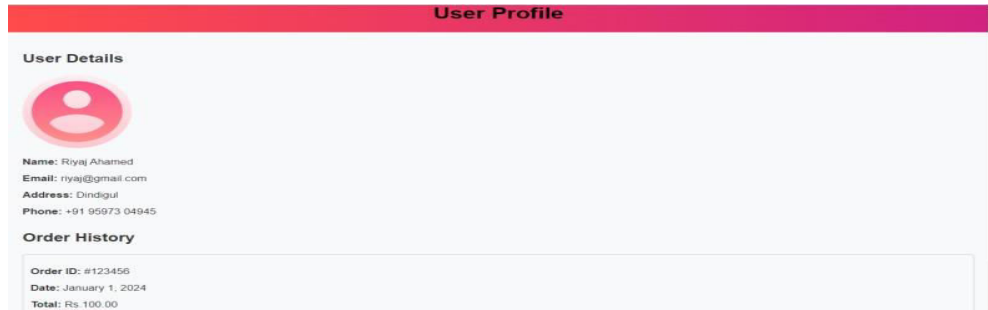 User Profile
User Details
Name: Riyaj Ahamed
Email: riyaj@gmail.com
Address: Dindigul
Phone: +91 95973 04945
Order History
Order ID: #123456
Date: January 1, 2024
Total: Rs.100.00